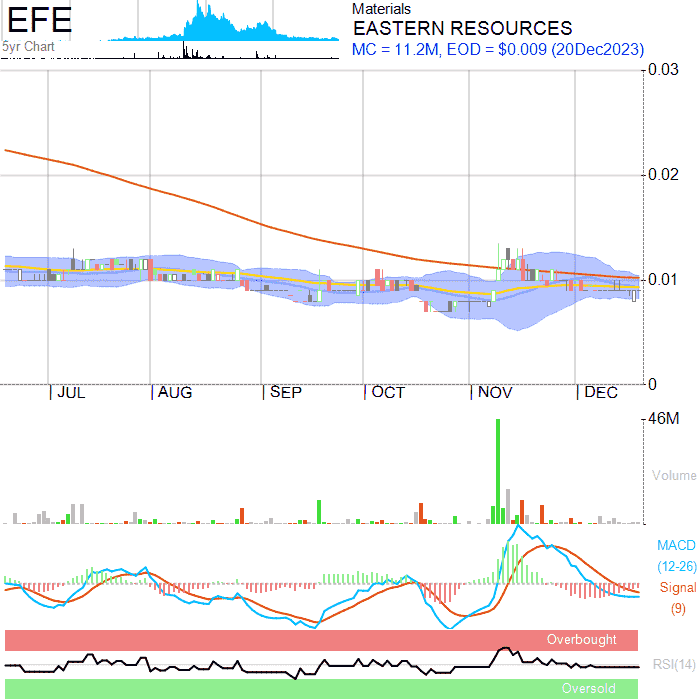 EFE
5yr Chart
Materials
EASTERN RESOURCES
MC = 11.2M, EOD = $0.009 (20Dec2023)
0.03
0.02
0.01
0
JUL AUG SEP OCT NOV DEC
46M
Volume
MACD
(12-26)
Signal
(9)
Overbought
RSI(14)
Oversold